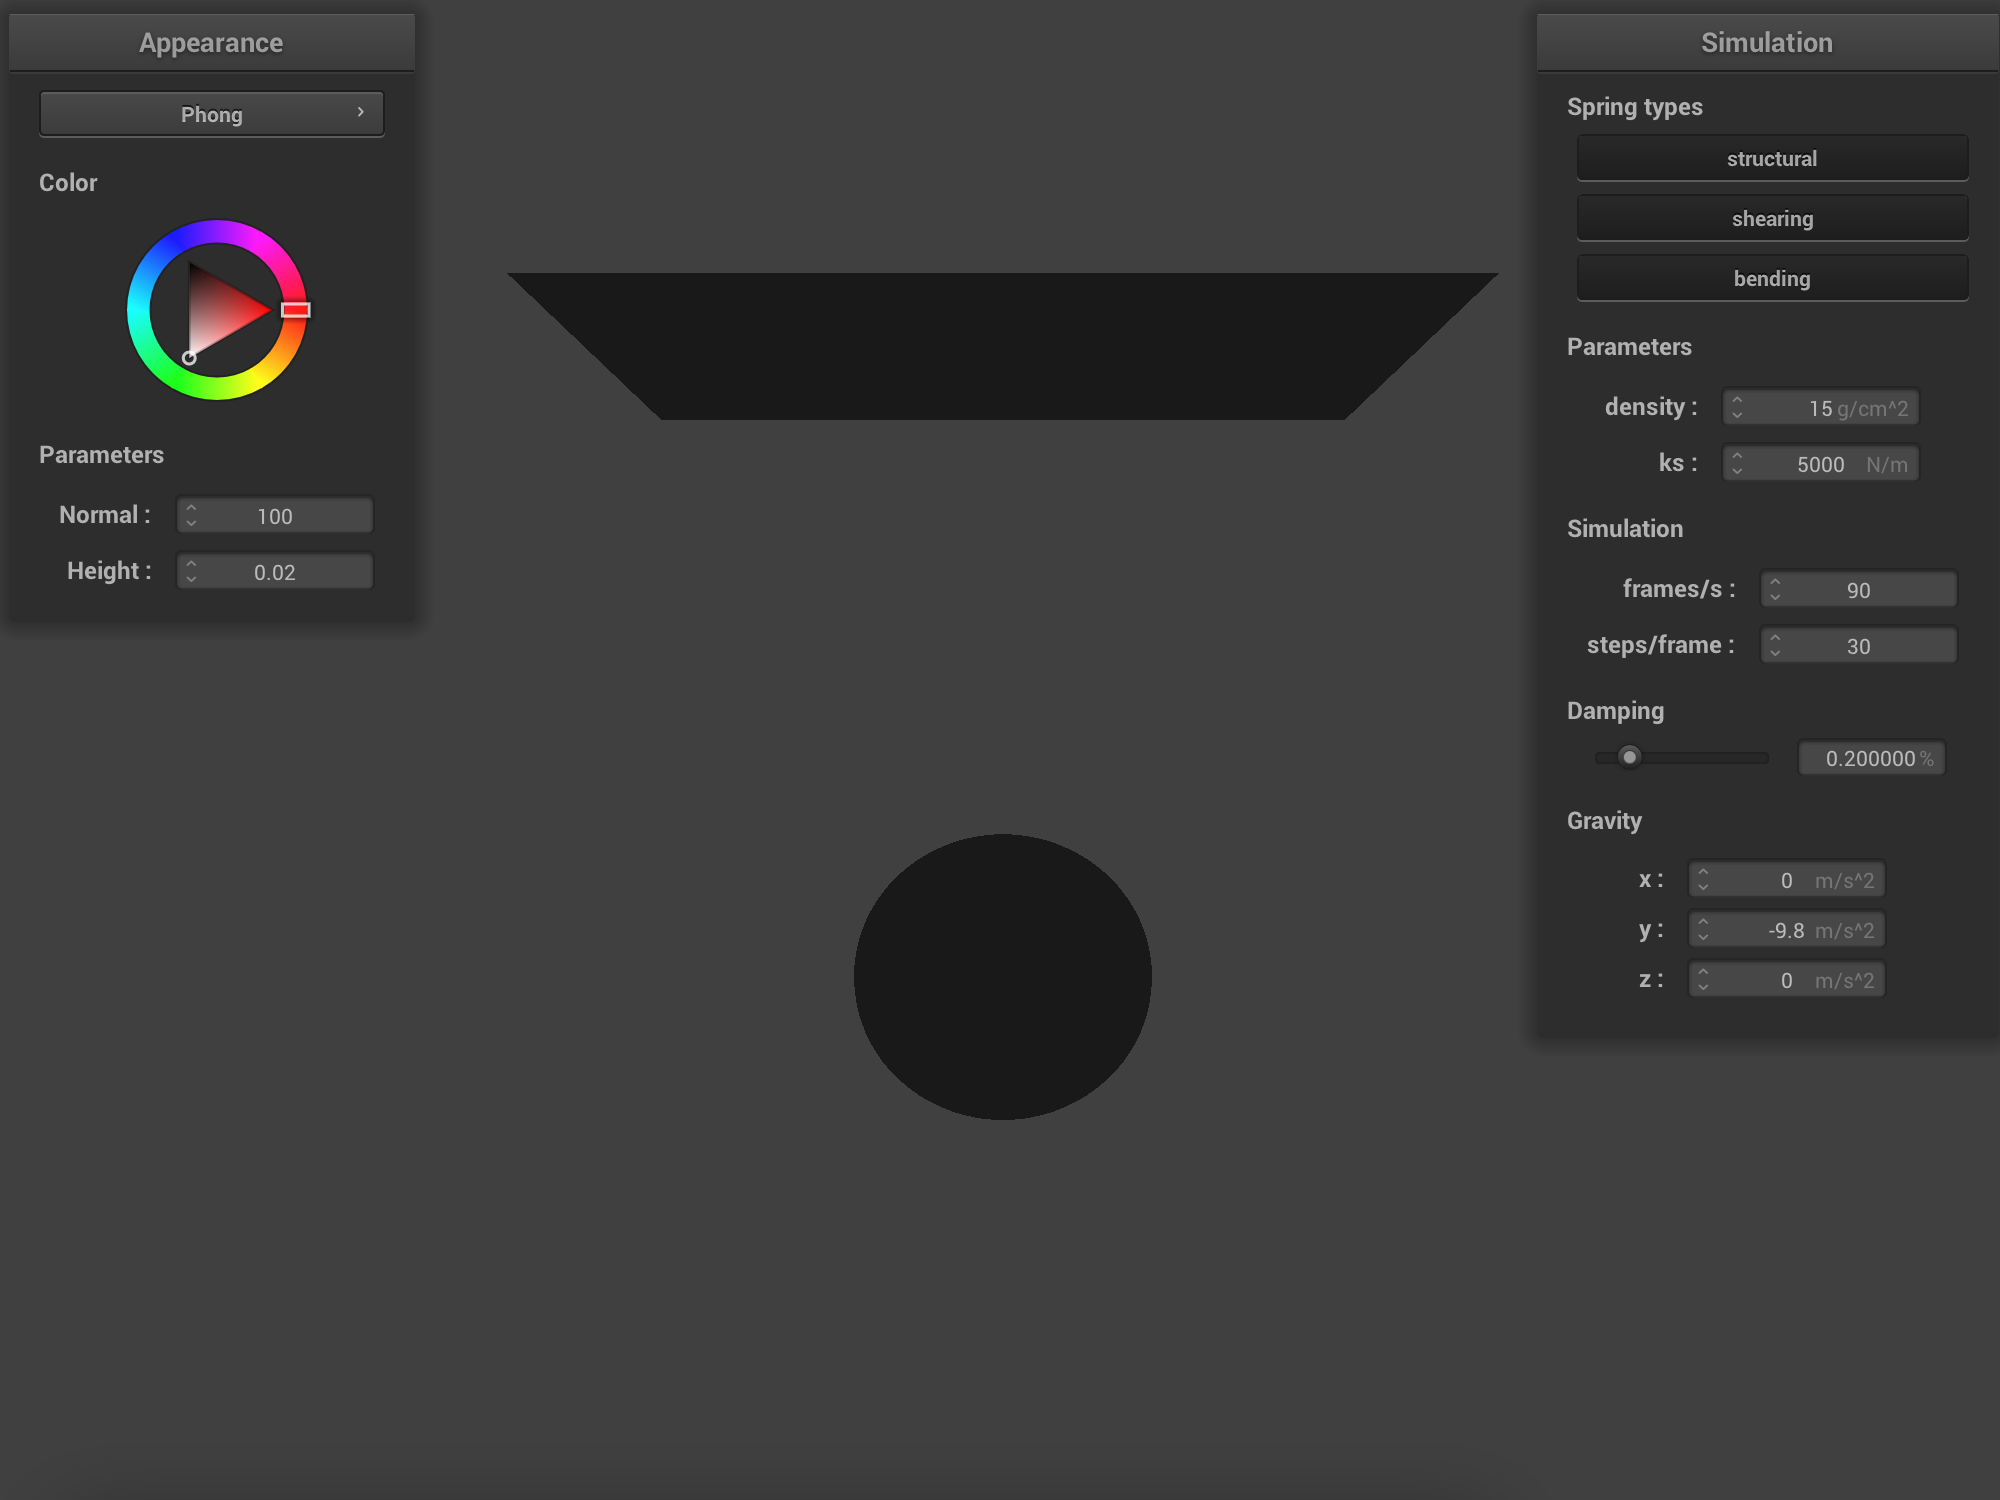 Appearance
Phong
Color
Parameters
Normal : 100
Height : 0.02
Simulation
Spring types
structural
shearing
bending
Parameters
density : 15 g/cm^2
ks : 5000 N/m
Simulation
frames/s : 90
steps/frame : 30
Damping
0.200000 %
Gravity
x : 0 m/s^2
y : -9.8 m/s^2
z : 0 m/s^2